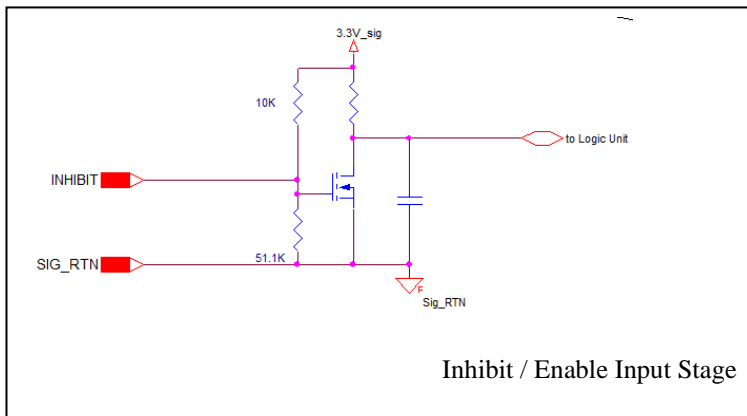 3.3V_sig
10K
to Logic Unit
INHIBIT
51.1K
SIG_RTN
F
Sig_RTN
Inhibit / Enable Input Stage